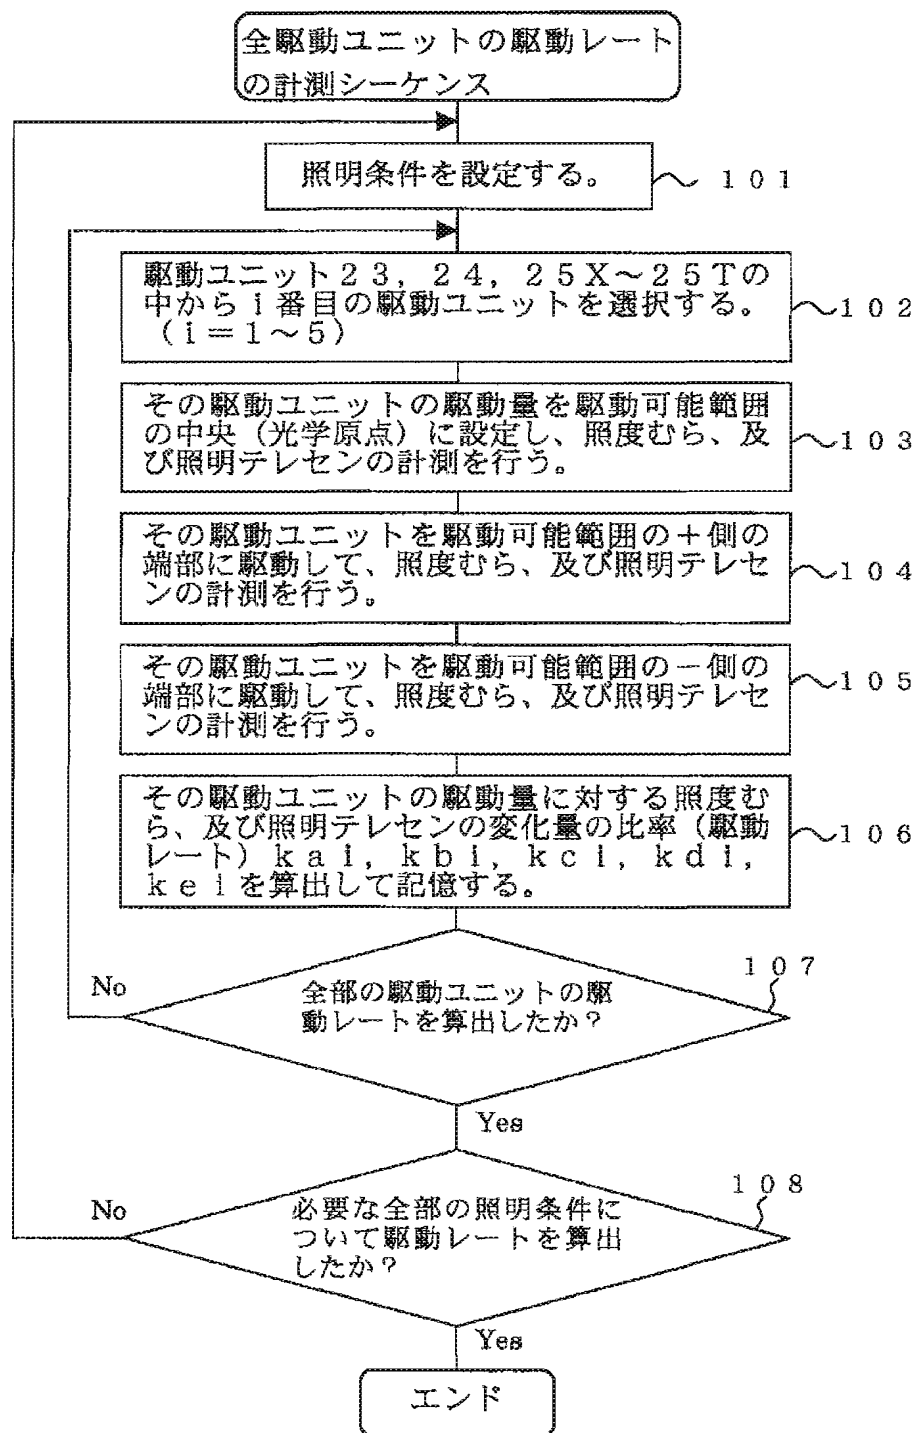 全駆動ユニットの駆動レート
の計測シーケンス
照明条件を設定する。
101
駆動ユニット23，24，25X～25Tの
中からi番目の駆動ユニットを選択する。
（i＝1～5）
102
その駆動ユニットの駆動量を駆動可能範囲
の中央（光学原点）に設定し、照度むら、及
び照明テレセンの計測を行う。
103
その駆動ユニットを駆動可能範囲の＋側の
端部に駆動して、照度むら、及び照明テレセ
ンの計測を行う。
104
その駆動ユニットを駆動可能範囲の－側の
端部に駆動して、照度むら、及び照明テレセ
ンの計測を行う。
105
その駆動ユニットの駆動量に対する照度む
ら、及び照明テレセンの変化量の比率（駆動
レート）kai，kbi，kci，kdi，
keiを算出して記憶する。
106
107
No
全部の駆動ユニットの駆
動レートを算出したか？
Yes
108
No
必要な全部の照明条件に
ついて駆動レートを算出
したか？
Yes
エンド